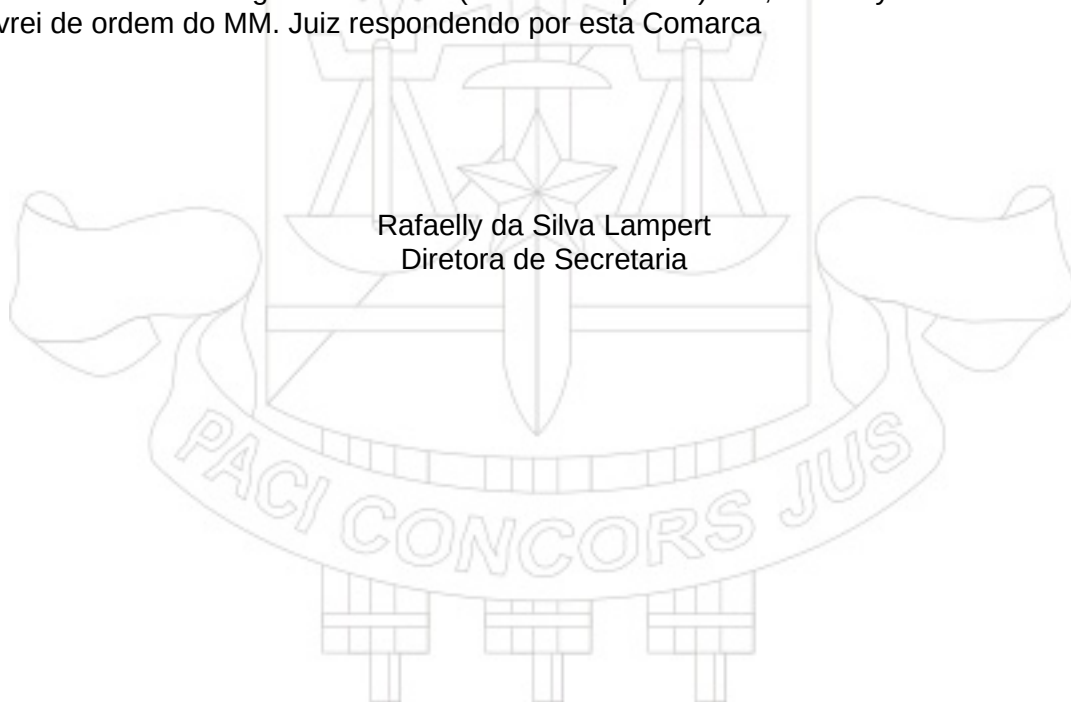 vrei de ordem do MM. Juiz respondendo por esta Comarca
Rafaelly da Silva Lampert
Diretora de Secretaria
PACI CONCORS JUS